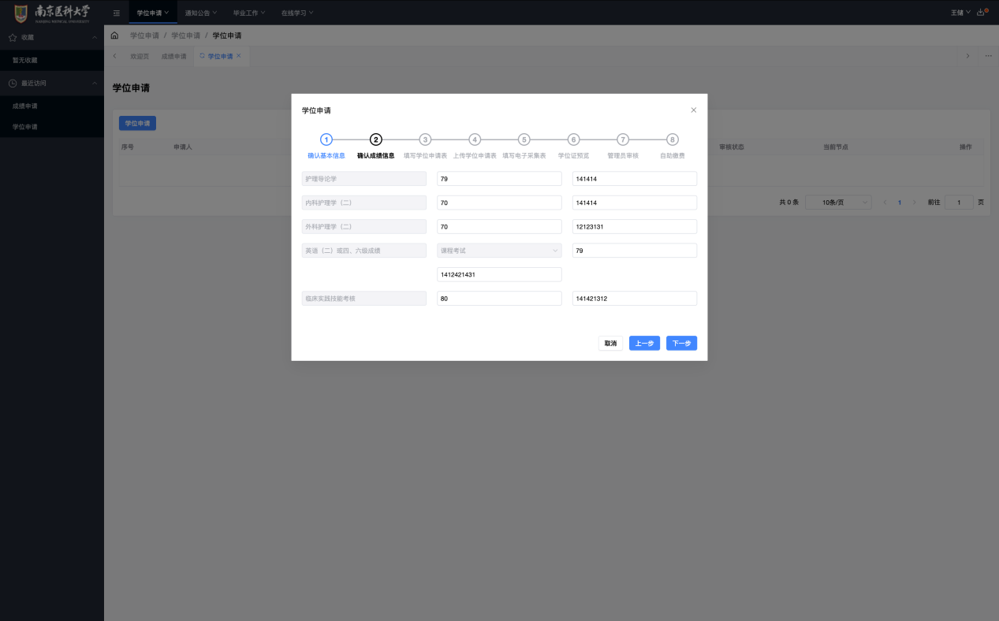 南京医科大学
NANJING MEDICAL UNIVERSITY
学位申请 通知公告 毕业工作 在线学习 王储
收藏
暂无收藏
最近访问
成绩申请
学位申请
学位申请 / 学位申请 / 学位申请
欢迎页 成绩申请 学位申请
学位申请
学位申请
序号 申请人 审核状态 当前节点 操作
共 0 条 10条/页 1 前往 1 页
学位申请
1 2 3 4 5 6 7 8
确认基本信息 确认成绩信息 填写学位申请表 上传学位申请表 填写电子采集表 学位证预览 管理员审核 自助缴费
护理导论学 79 141414
内科护理学（二） 70 141414
外科护理学（二） 70 12123131
英语（二）或四、六级成绩 课程考试 79
1412421431
临床实践技能考核 80 141421312
取消 上一步 下一步